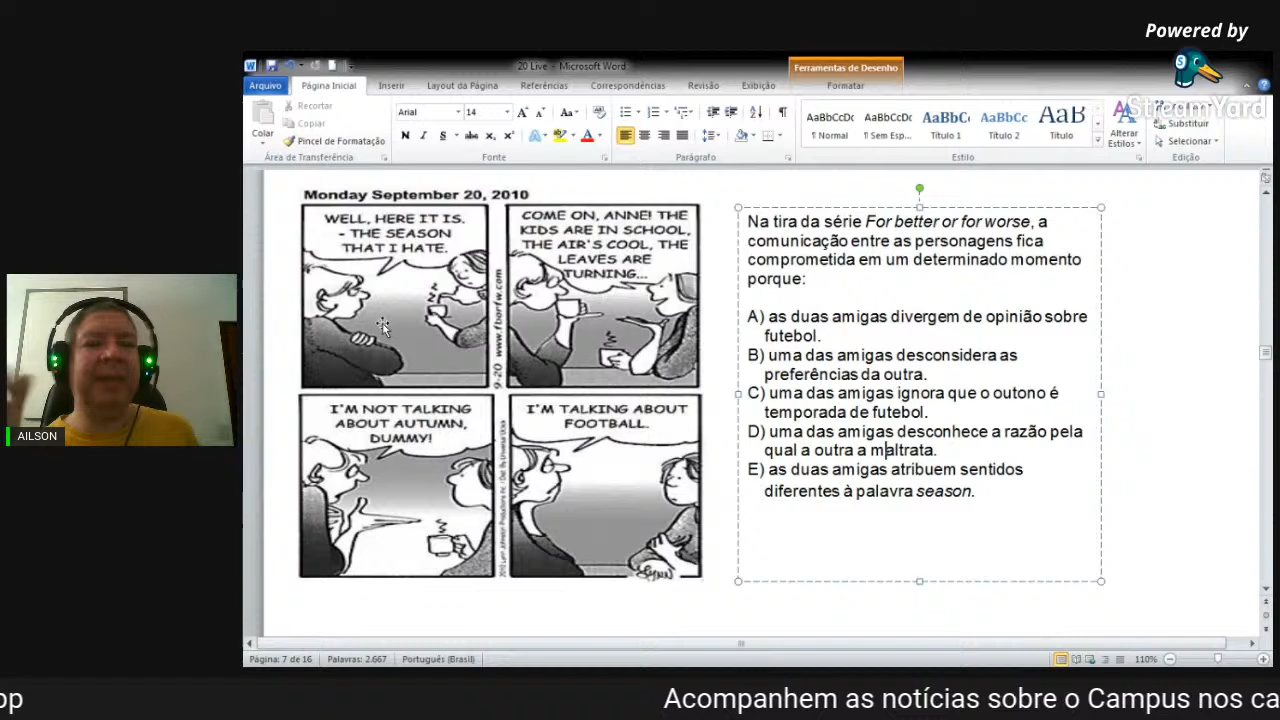 Powered by
StreamYard
20 Live - Microsoft Word
Ferramentas de Desenho
Arquivo
Página Inicial
Inserir
Layout da Página
Referências
Correspondências
Revisão
Exibição
Formatar
Colar
Recortar
Copiar
Pincel de Formatação
Área de Transferência
Arial
14
Fonte
Parágrafo
AaBbCcDc
AaBbCcDc
AaBbC
AaBbCc
AaB
¶ Normal
¶ Sem Esp...
Título 1
Título 2
Título
Alterar
Estilos
Estilo
Substituir
Selecionar
Edição
Monday September 20, 2010
WELL, HERE IT IS.
- THE SEASON
THAT I HATE.
COME ON, ANNE! THE
KIDS ARE IN SCHOOL,
THE AIR'S COOL, THE
LEAVES ARE
TURNING...
9-20 www.fborfw.com
I'M NOT TALKING
ABOUT AUTUMN,
DUMMY!
I'M TALKING ABOUT
FOOTBALL.
Na tira da série For better or for worse, a
comunicação entre as personagens fica
comprometida em um determinado momento
porque:
A) as duas amigas divergem de opinião sobre
futebol.
B) uma das amigas desconsidera as
preferências da outra.
C) uma das amigas ignora que o outono é
temporada de futebol.
D) uma das amigas desconhece a razão pela
qual a outra a maltrata.
E) as duas amigas atribuem sentidos
diferentes à palavra season.
AILSON
Página: 7 de 16
Palavras: 2.667
Português (Brasil)
110%
pp
Acompanhem as notícias sobre o Campus nos ca